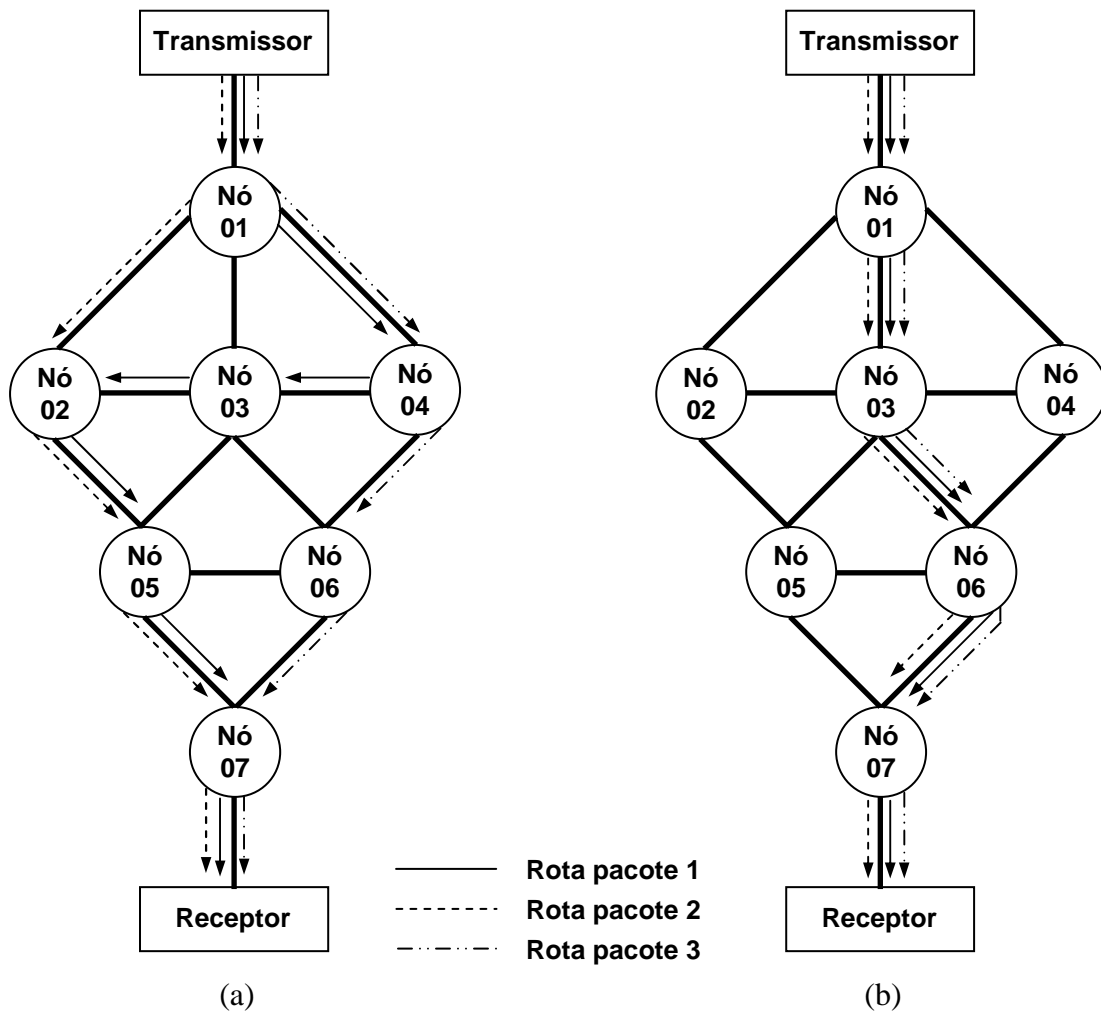 Transmissor
Nó
01
Nó
02
Nó
03
Nó
04
Nó
05
Nó
06
Nó
07
Receptor
(a)
Rota pacote 1
Rota pacote 2
Rota pacote 3
Transmissor
Nó
01
Nó
02
Nó
03
Nó
04
Nó
05
Nó
06
Nó
07
Receptor
(b)